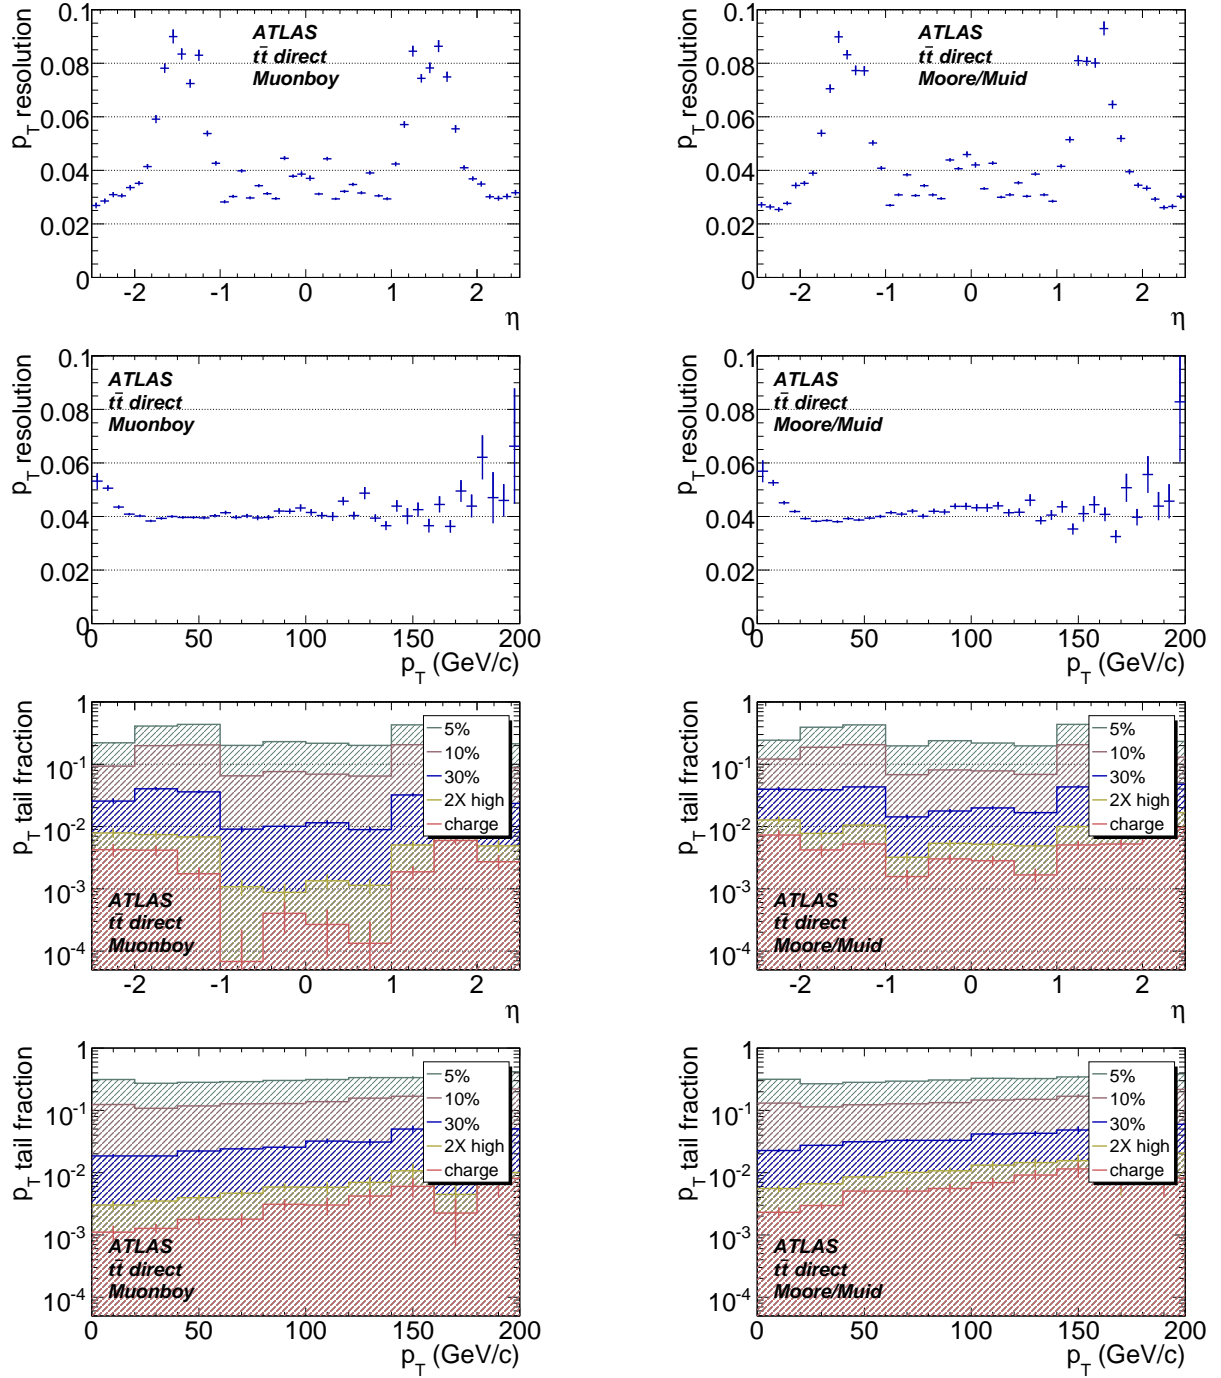 0.1
0.08
0.06
0.04
0.02
0
p_T resolution
ATLAS
tt̄ direct
Muonboy
-2 -1 0 1 2
η
0.1
0.08
0.06
0.04
0.02
0
p_T resolution
ATLAS
tt̄ direct
Moore/Muid
-2 -1 0 1 2
η
0.1
0.08
0.06
0.04
0.02
0
p_T resolution
ATLAS
tt̄ direct
Muonboy
0 50 100 150 200
p_T (GeV/c)
0.1
0.08
0.06
0.04
0.02
0
p_T resolution
ATLAS
tt̄ direct
Moore/Muid
0 50 100 150 200
p_T (GeV/c)
1
10^-1
10^-2
10^-3
10^-4
p_T tail fraction
5%
10%
30%
2X high
charge
ATLAS
tt̄ direct
Muonboy
-2 -1 0 1 2
η
1
10^-1
10^-2
10^-3
10^-4
p_T tail fraction
5%
10%
30%
2X high
charge
ATLAS
tt̄ direct
Moore/Muid
-2 -1 0 1 2
η
1
10^-1
10^-2
10^-3
10^-4
p_T tail fraction
5%
10%
30%
2X high
charge
ATLAS
tt̄ direct
Muonboy
0 50 100 150 200
p_T (GeV/c)
1
10^-1
10^-2
10^-3
10^-4
p_T tail fraction
5%
10%
30%
2X high
charge
ATLAS
tt̄ direct
Moore/Muid
0 50 100 150 200
p_T (GeV/c)